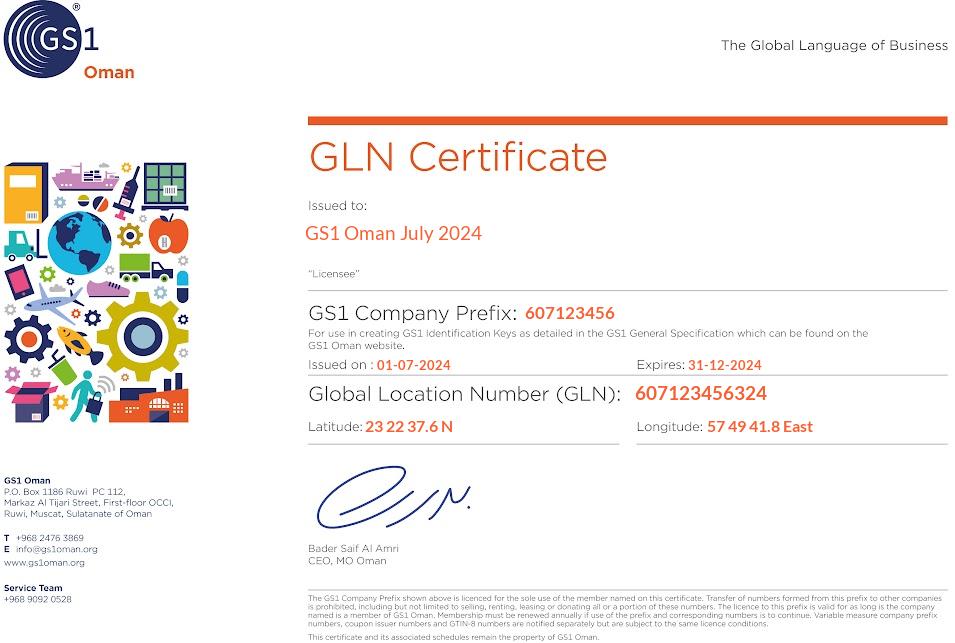 GS1
®
Oman
The Global Language of Business
GLN Certificate
Issued to:
GS1 Oman July 2024
“Licensee”
GS1 Company Prefix: 607123456
For use in creating GS1 Identification Keys as detailed in the GS1 General Specification which can be found on the
GS1 Oman website.
Issued on : 01-07-2024 Expires: 31-12-2024
Global Location Number (GLN): 607123456324
Latitude: 23 22 37.6 N Longitude: 57 49 41.8 East
Bader Saif Al Amri
CEO, MO Oman
GS1 Oman
P.O. Box 1186 Ruwi PC 112,
Markaz Al Tijari Street, First-floor OCCI,
Ruwi, Muscat, Sulatanate of Oman
T +968 2476 3869
E info@gs1oman.org
www.gs1oman.org
Service Team
+968 9092 0528
The GS1 Company Prefix shown above is licenced for the sole use of the member named on this certificate. Transfer of numbers formed from this prefix to other companies
is prohibited, including but not limited to selling, renting, leasing or donating all or a portion of these numbers. The licence to this prefix is valid for as long is the company
named is a member of GS1 Oman. Membership must be renewed annually if use of the prefix and corresponding numbers is to continue. Variable measure company prefix
numbers, coupon issuer numbers and GTIN-8 numbers are notified separately but are subject to the same licence conditions.
This certificate and its associated schedules remain the property of GS1 Oman.